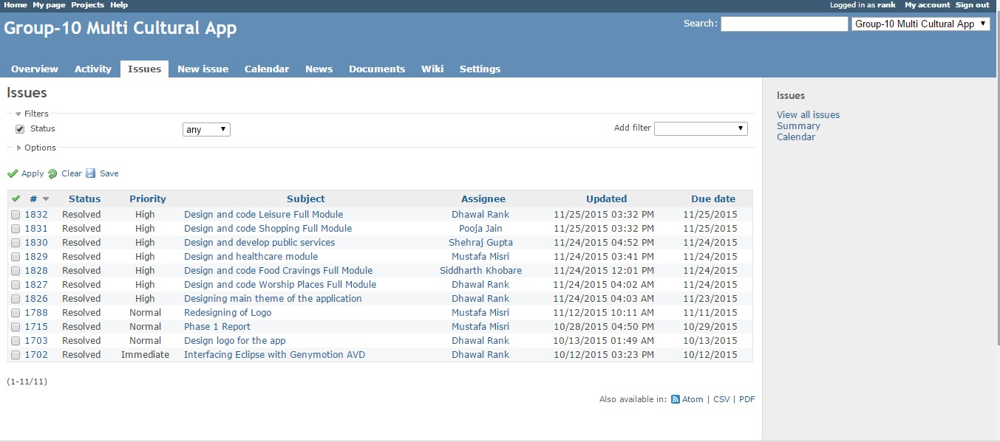 Home My page Projects Help Logged in as rank My account Sign out
Group-10 Multi Cultural App Search: Group-10 Multi Cultural App
Overview Activity Issues New issue Calendar News Documents Wiki Settings
Issues
Filters
Status any Add filter
Options
Apply Clear Save
# Status Priority Subject Assignee Updated Due date
1832 Resolved High Design and code Leisure Full Module Dhawal Rank 11/25/2015 03:32 PM 11/25/2015
1831 Resolved High Design and code Shopping Full Module Pooja Jain 11/25/2015 03:32 PM 11/25/2015
1830 Resolved High Design and develop public services Shehraj Gupta 11/24/2015 04:52 PM 11/24/2015
1829 Resolved High Design and healthcare module Mustafa Misri 11/24/2015 03:41 PM 11/24/2015
1828 Resolved High Design and code Food Cravings Full Module Siddharth Khobare 11/24/2015 12:01 PM 11/24/2015
1827 Resolved High Design and code Worship Places Full Module Dhawal Rank 11/24/2015 04:02 AM 11/24/2015
1826 Resolved High Designing main theme of the application Dhawal Rank 11/24/2015 04:03 AM 11/23/2015
1788 Resolved Normal Redesigning of Logo Mustafa Misri 11/12/2015 10:11 AM 11/11/2015
1715 Resolved Normal Phase 1 Report Mustafa Misri 10/28/2015 04:50 PM 10/29/2015
1703 Resolved Normal Design logo for the app Dhawal Rank 10/13/2015 01:49 AM 10/13/2015
1702 Resolved Immediate Interfacing Eclipse with Genymotion AVD Dhawal Rank 10/12/2015 03:23 PM 10/12/2015
(1-11/11)
Also available in: Atom | CSV | PDF
Issues
View all issues
Summary
Calendar